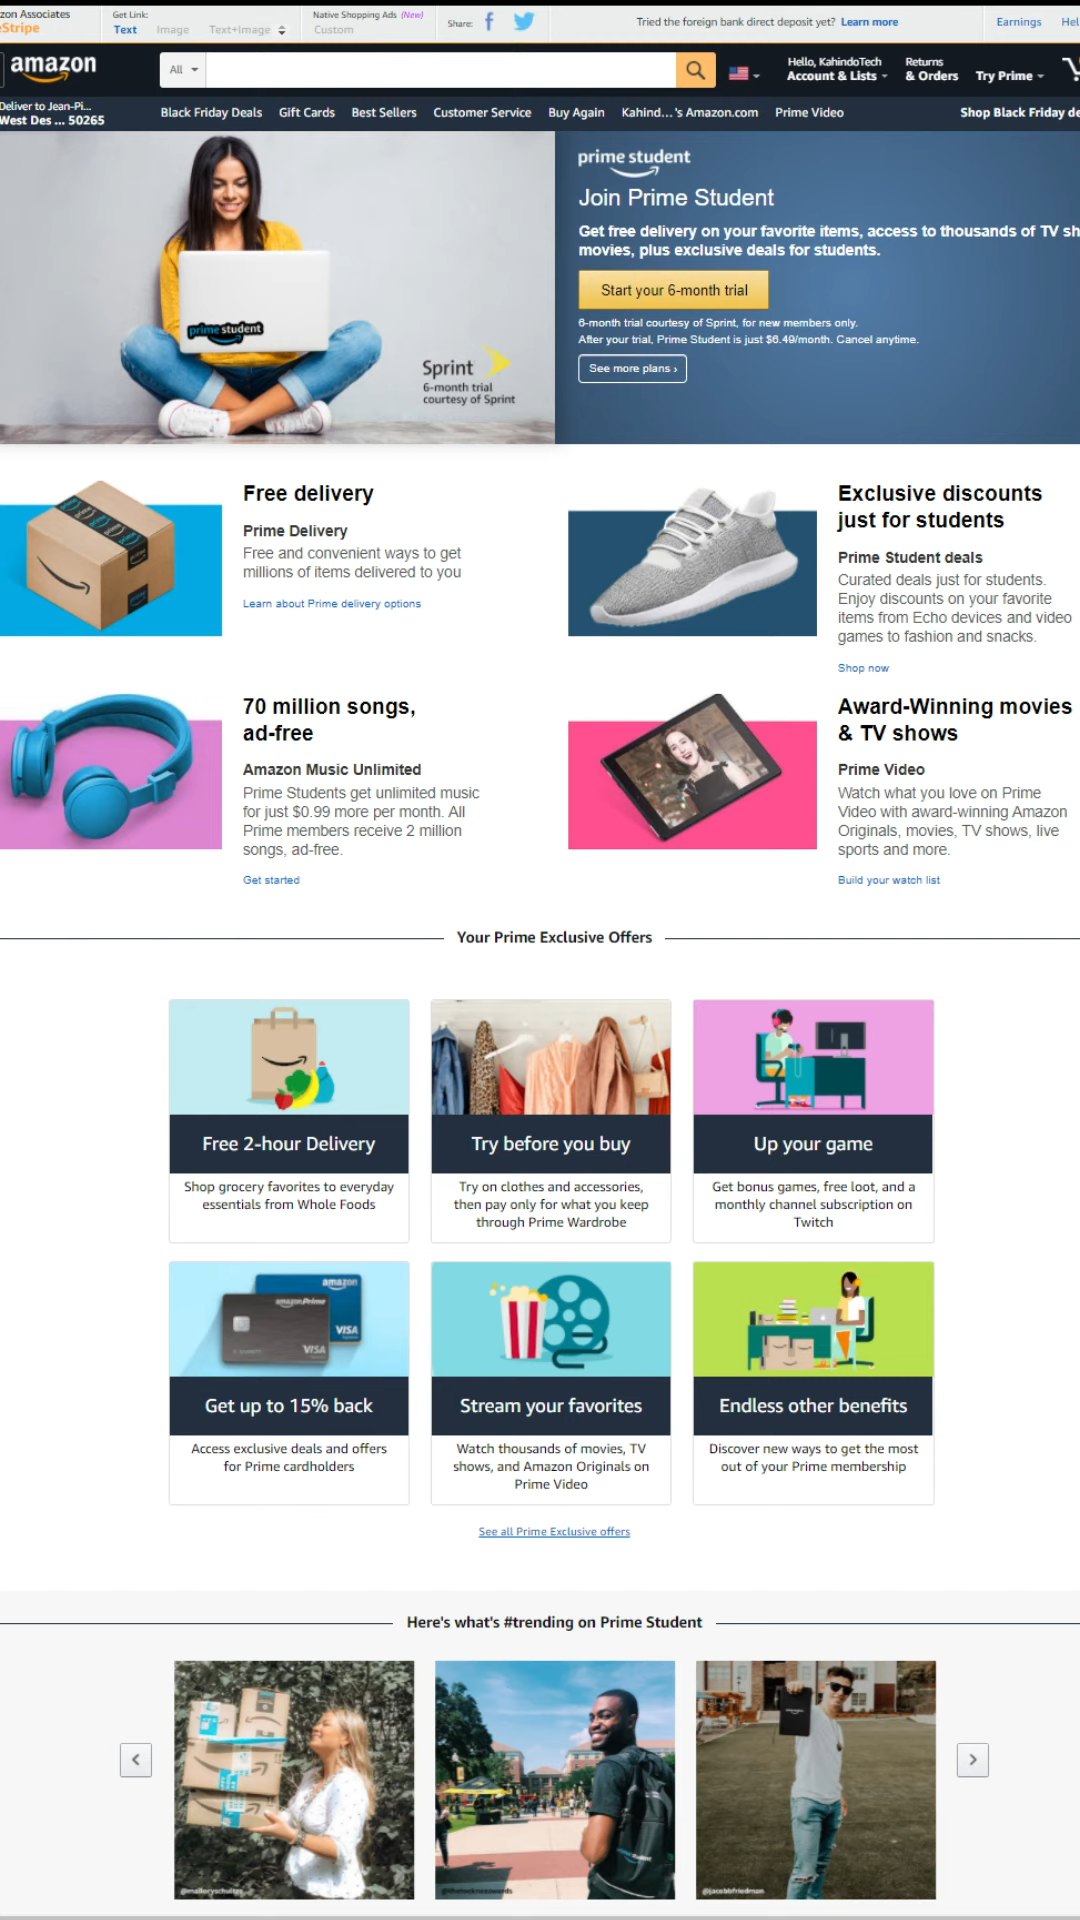 zon Associates
eStripe
Get Link:
Text
Image
Text+Image
Native Shopping Ads (New)
Custom
Share:
Tried the foreign bank direct deposit yet? Learn more
Earnings
Hel
amazon
All
Hello, KahindoTech
Account & Lists
Returns
& Orders
Try Prime
Deliver to Jean-Pi...
West Des ... 50265
Black Friday Deals
Gift Cards
Best Sellers
Customer Service
Buy Again
Kahind...'s Amazon.com
Prime Video
Shop Black Friday de
prime student
Sprint
6-month trial
courtesy of Sprint
prime student
Join Prime Student
Get free delivery on your favorite items, access to thousands of TV sh
movies, plus exclusive deals for students.
Start your 6-month trial
6-month trial courtesy of Sprint, for new members only.
After your trial, Prime Student is just $6.49/month. Cancel anytime.
See more plans ›
Free delivery
Prime Delivery
Free and convenient ways to get
millions of items delivered to you
Learn about Prime delivery options
Exclusive discounts
just for students
Prime Student deals
Curated deals just for students.
Enjoy discounts on your favorite
items from Echo devices and video
games to fashion and snacks.
Shop now
70 million songs,
ad-free
Amazon Music Unlimited
Prime Students get unlimited music
for just $0.99 more per month. All
Prime members receive 2 million
songs, ad-free.
Get started
Award-Winning movies
& TV shows
Prime Video
Watch what you love on Prime
Video with award-winning Amazon
Originals, movies, TV shows, live
sports and more.
Build your watch list
Your Prime Exclusive Offers
Free 2-hour Delivery
Shop grocery favorites to everyday
essentials from Whole Foods
Try before you buy
Try on clothes and accessories,
then pay only for what you keep
through Prime Wardrobe
Up your game
Get bonus games, free loot, and a
monthly channel subscription on
Twitch
amazon
amazonPrime
VISA
VISA
Get up to 15% back
Access exclusive deals and offers
for Prime cardholders
Stream your favorites
Watch thousands of movies, TV
shows, and Amazon Originals on
Prime Video
Endless other benefits
Discover new ways to get the most
out of your Prime membership
See all Prime Exclusive offers
Here's what's #trending on Prime Student
@jacobbfriedman